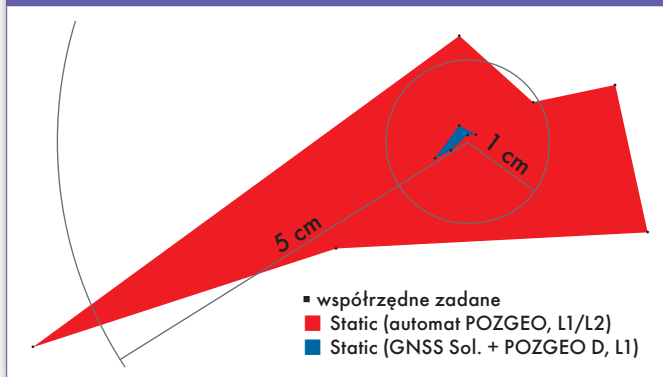 1 cm
5 cm
współrzędne zadane
Static (automat POZGEO, L1/L2)
Static (GNSS Sol. + POZGEO D, L1)